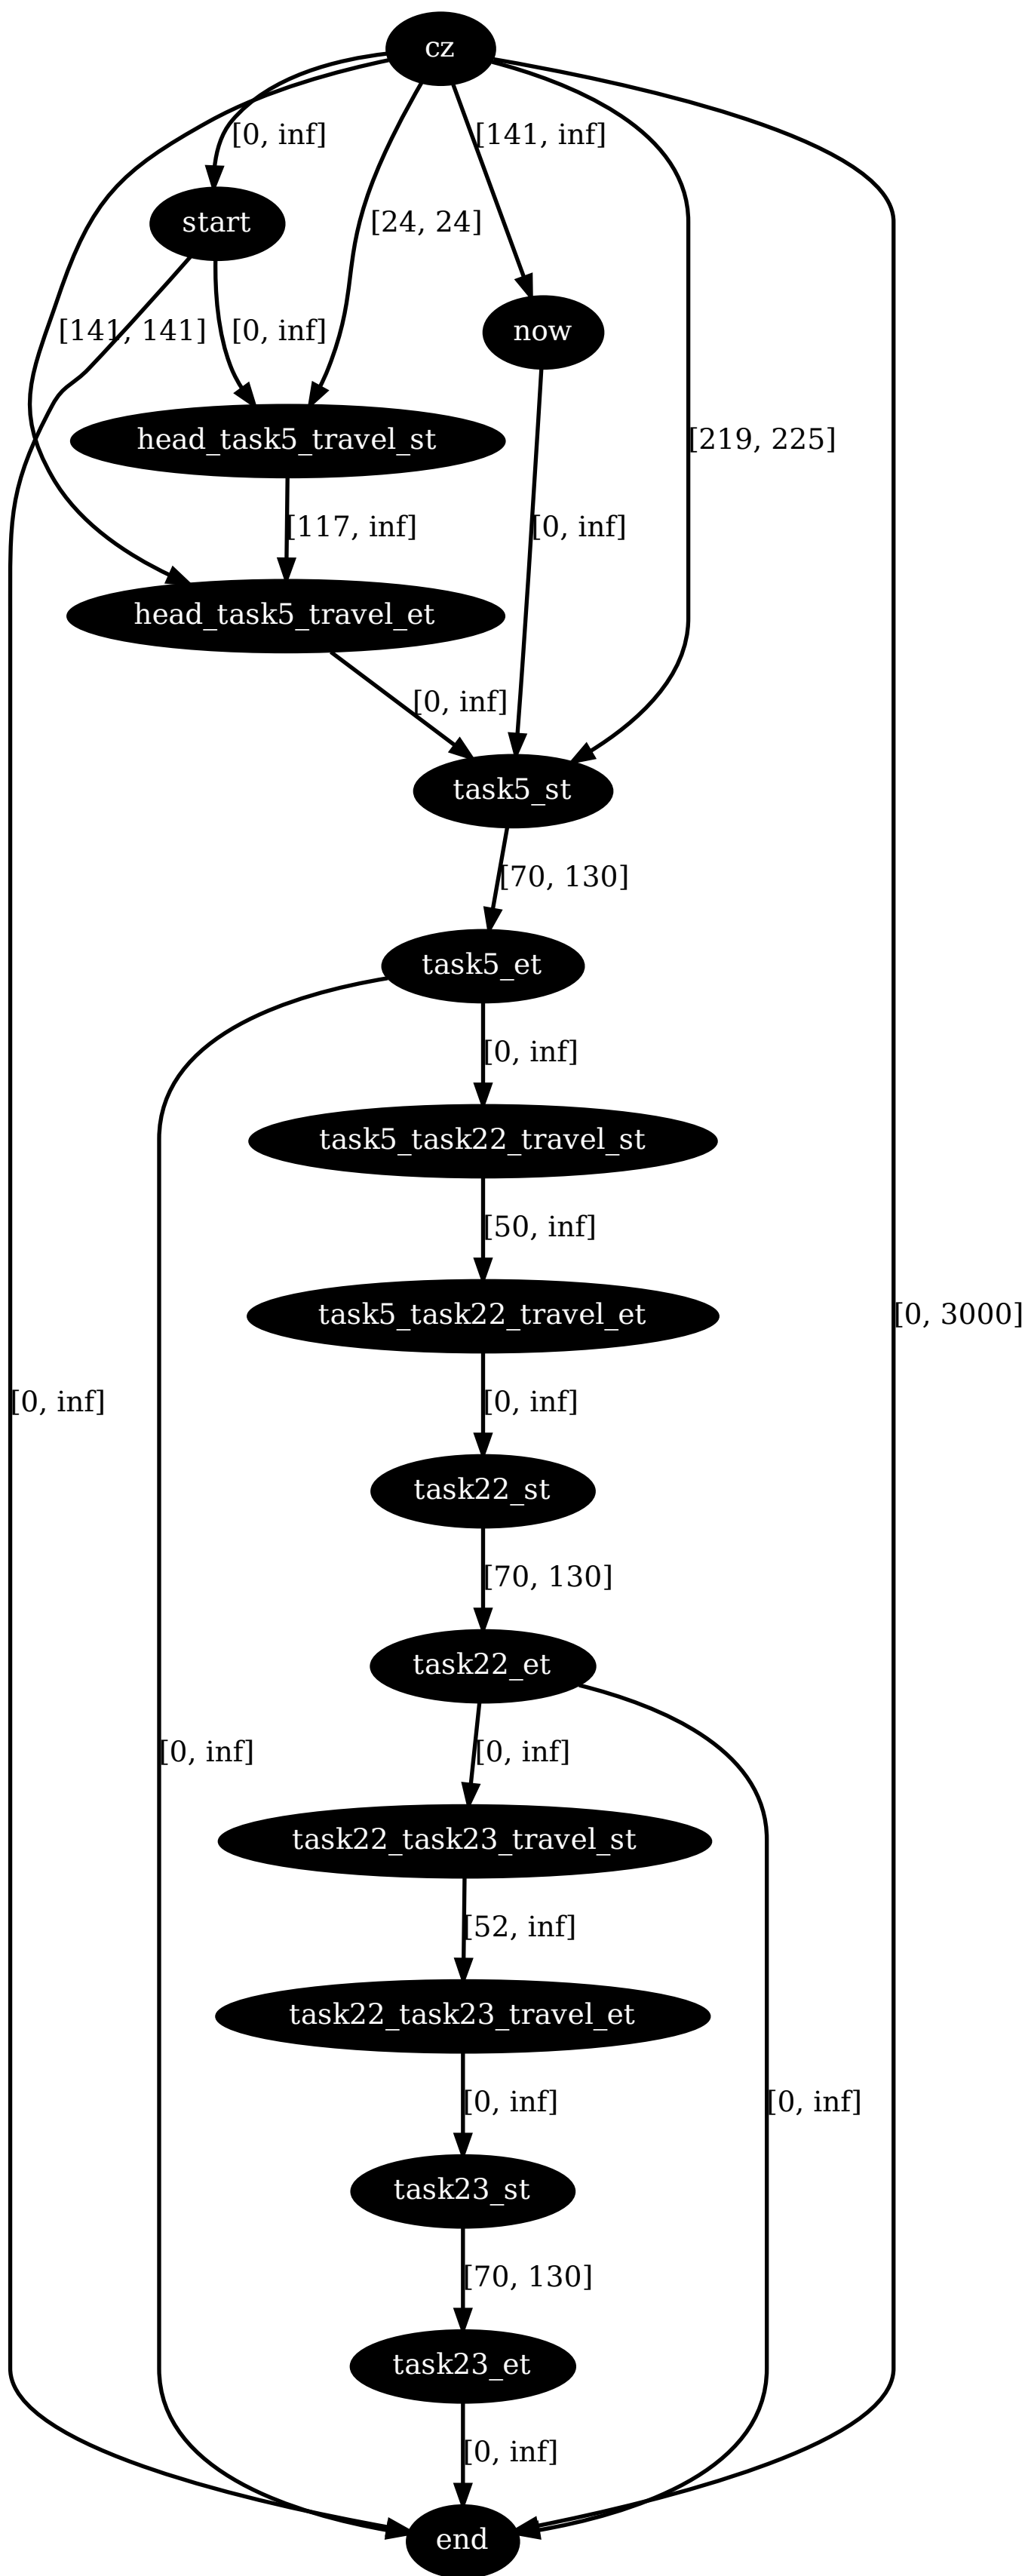 cz
[0, inf]
[141, inf]
start
[24, 24]
[141, 141]
[0, inf]
now
head_task5_travel_st
[219, 225]
[117, inf]
[0, inf]
head_task5_travel_et
[0, inf]
task5_st
[70, 130]
task5_et
[0, inf]
task5_task22_travel_st
[50, inf]
task5_task22_travel_et
[0, 3000]
[0, inf]
[0, inf]
task22_st
[70, 130]
task22_et
[0, inf]
[0, inf]
task22_task23_travel_st
[52, inf]
task22_task23_travel_et
[0, inf]
[0, inf]
task23_st
[70, 130]
task23_et
[0, inf]
end